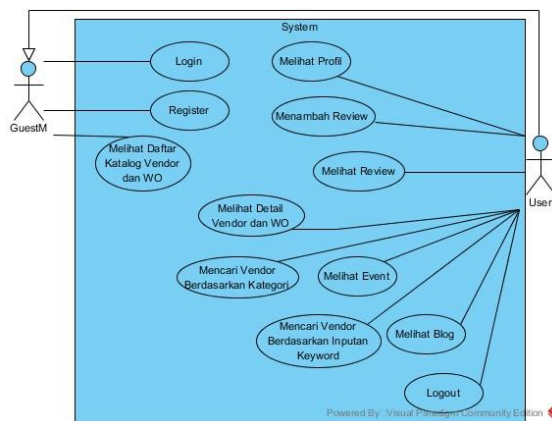 System
Login
Melihat Profil
Register
Menambah Review
GuestM
Melihat Daftar
Katalog Vendor
dan WO
Melihat Review
User
Melihat Detail
Vendor dan WO
Mencari Vendor
Berdasarkan Kategori
Melihat Event
Mencari Vendor
Berdasarkan Inputan
Keyword
Melihat Blog
Logout
Powered By: Visual Paradigm Community Edition